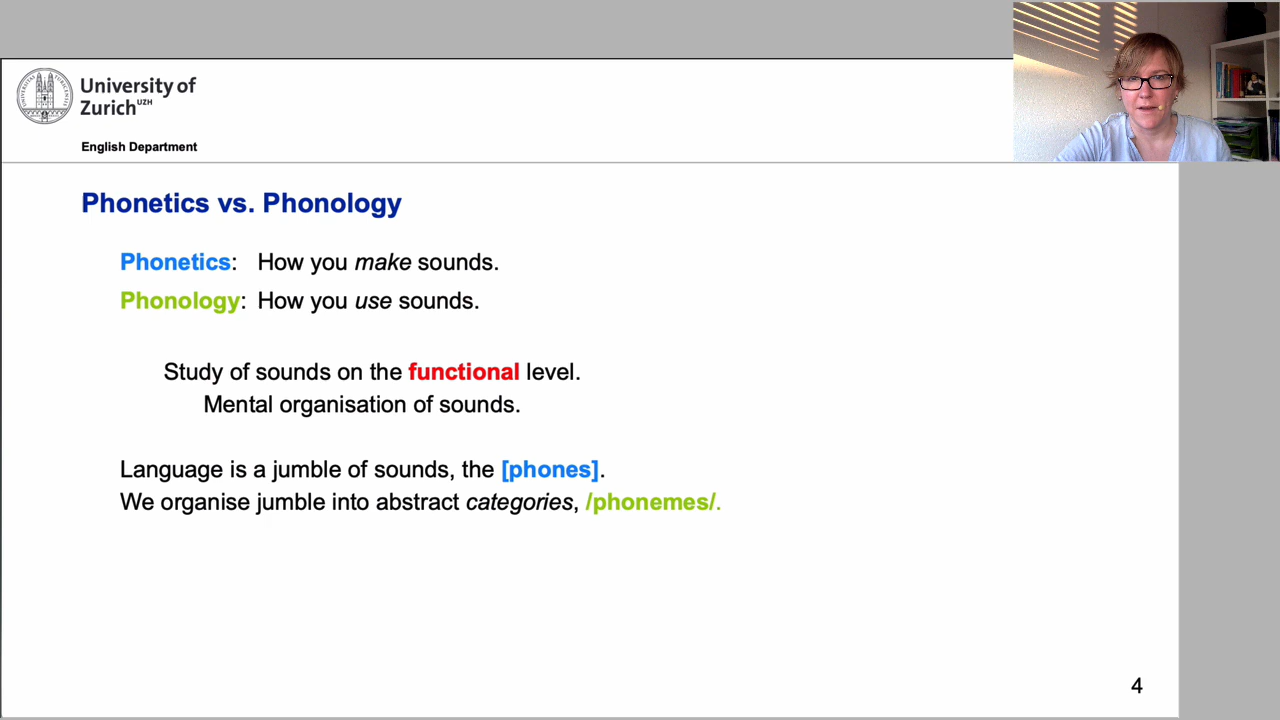 University of
Zurich UZH
English Department
Phonetics vs. Phonology
Phonetics: How you make sounds.
Phonology: How you use sounds.
Study of sounds on the functional level.
Mental organisation of sounds.
Language is a jumble of sounds, the [phones].
We organise jumble into abstract categories, /phonemes/.
4